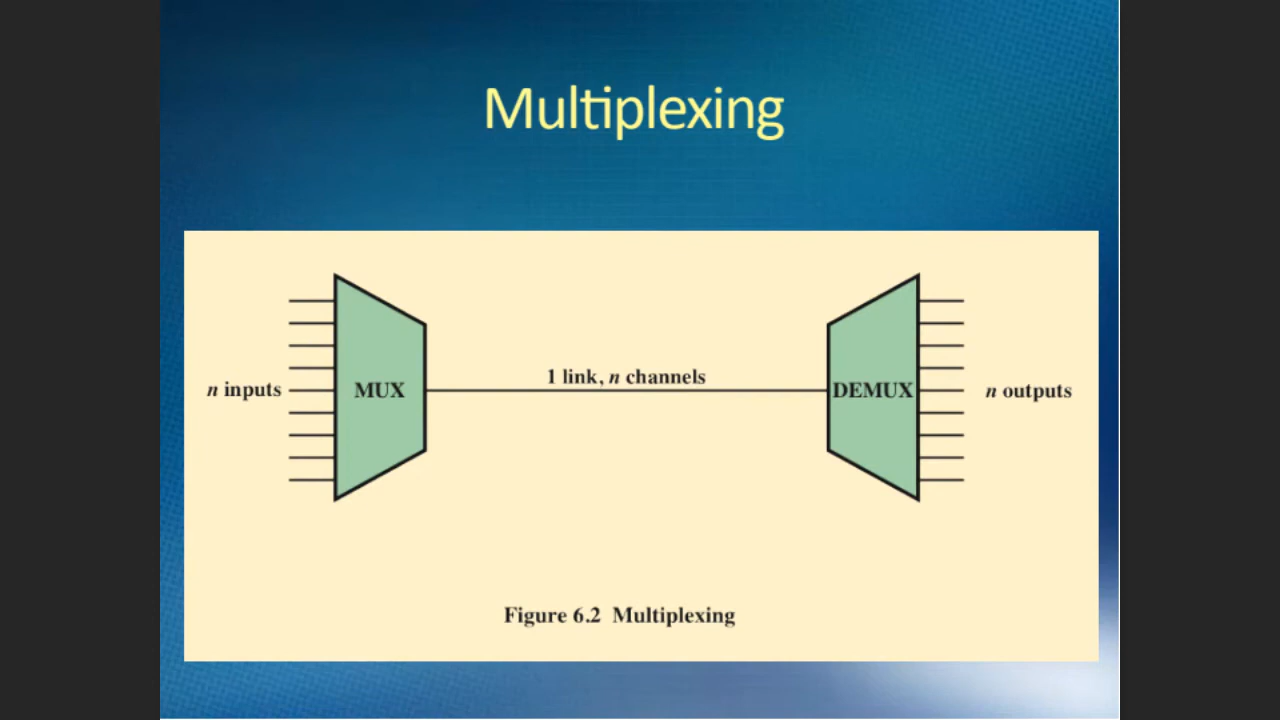 Multiplexing
n inputs
MUX
1 link, n channels
DEMUX
n outputs
Figure 6.2 Multiplexing